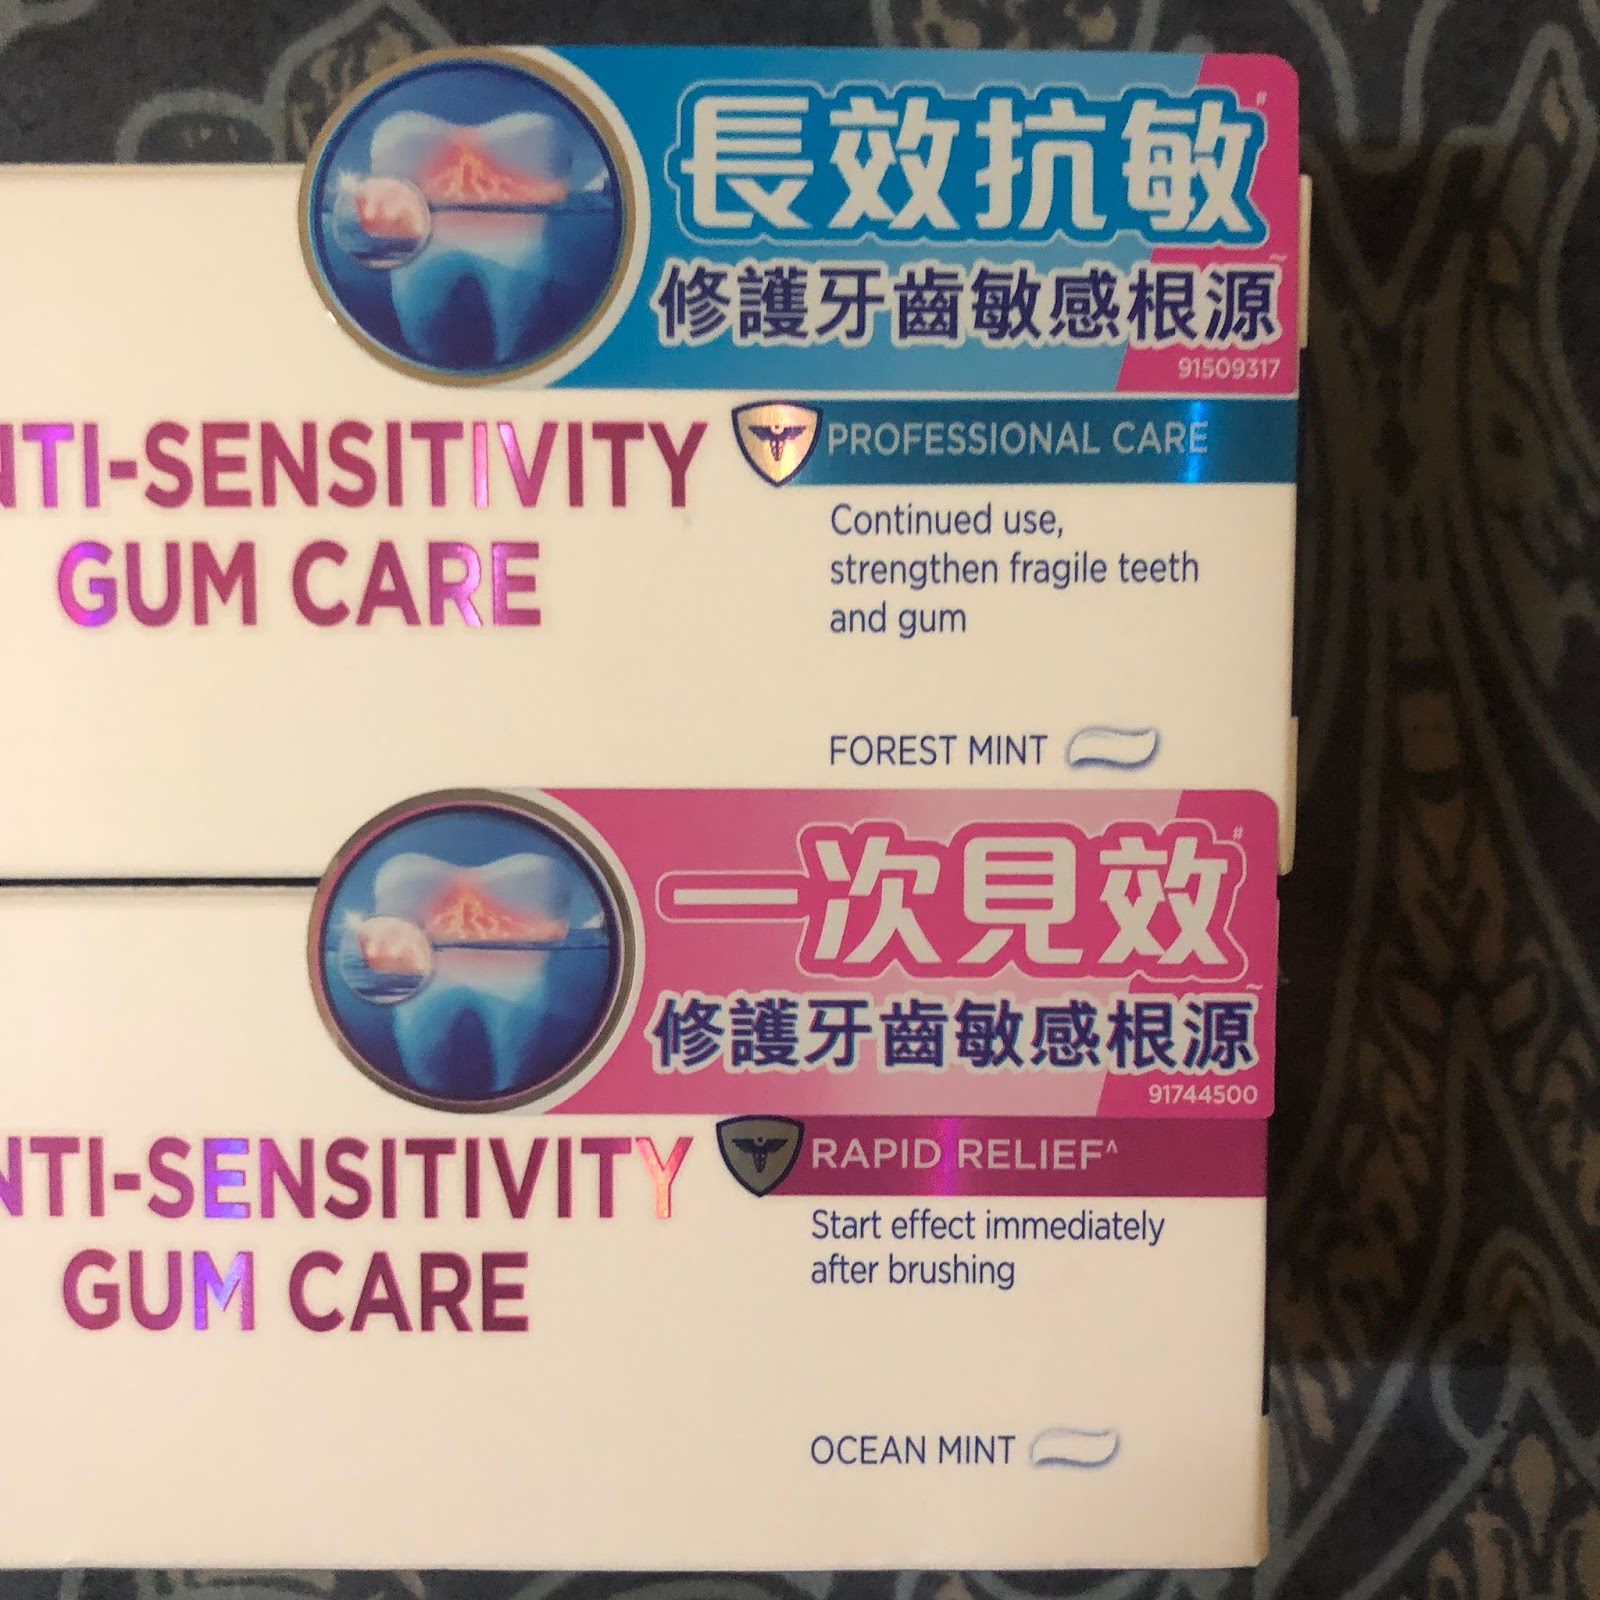 長效抗敏#
修護牙齒敏感根源~
91509317
NTI-SENSITIVITY
GUM CARE
PROFESSIONAL CARE
Continued use,
strengthen fragile teeth
and gum
FOREST MINT
一次見效#
修護牙齒敏感根源~
91744500
NTI-SENSITIVITY
GUM CARE
RAPID RELIEF^
Start effect immediately
after brushing
OCEAN MINT